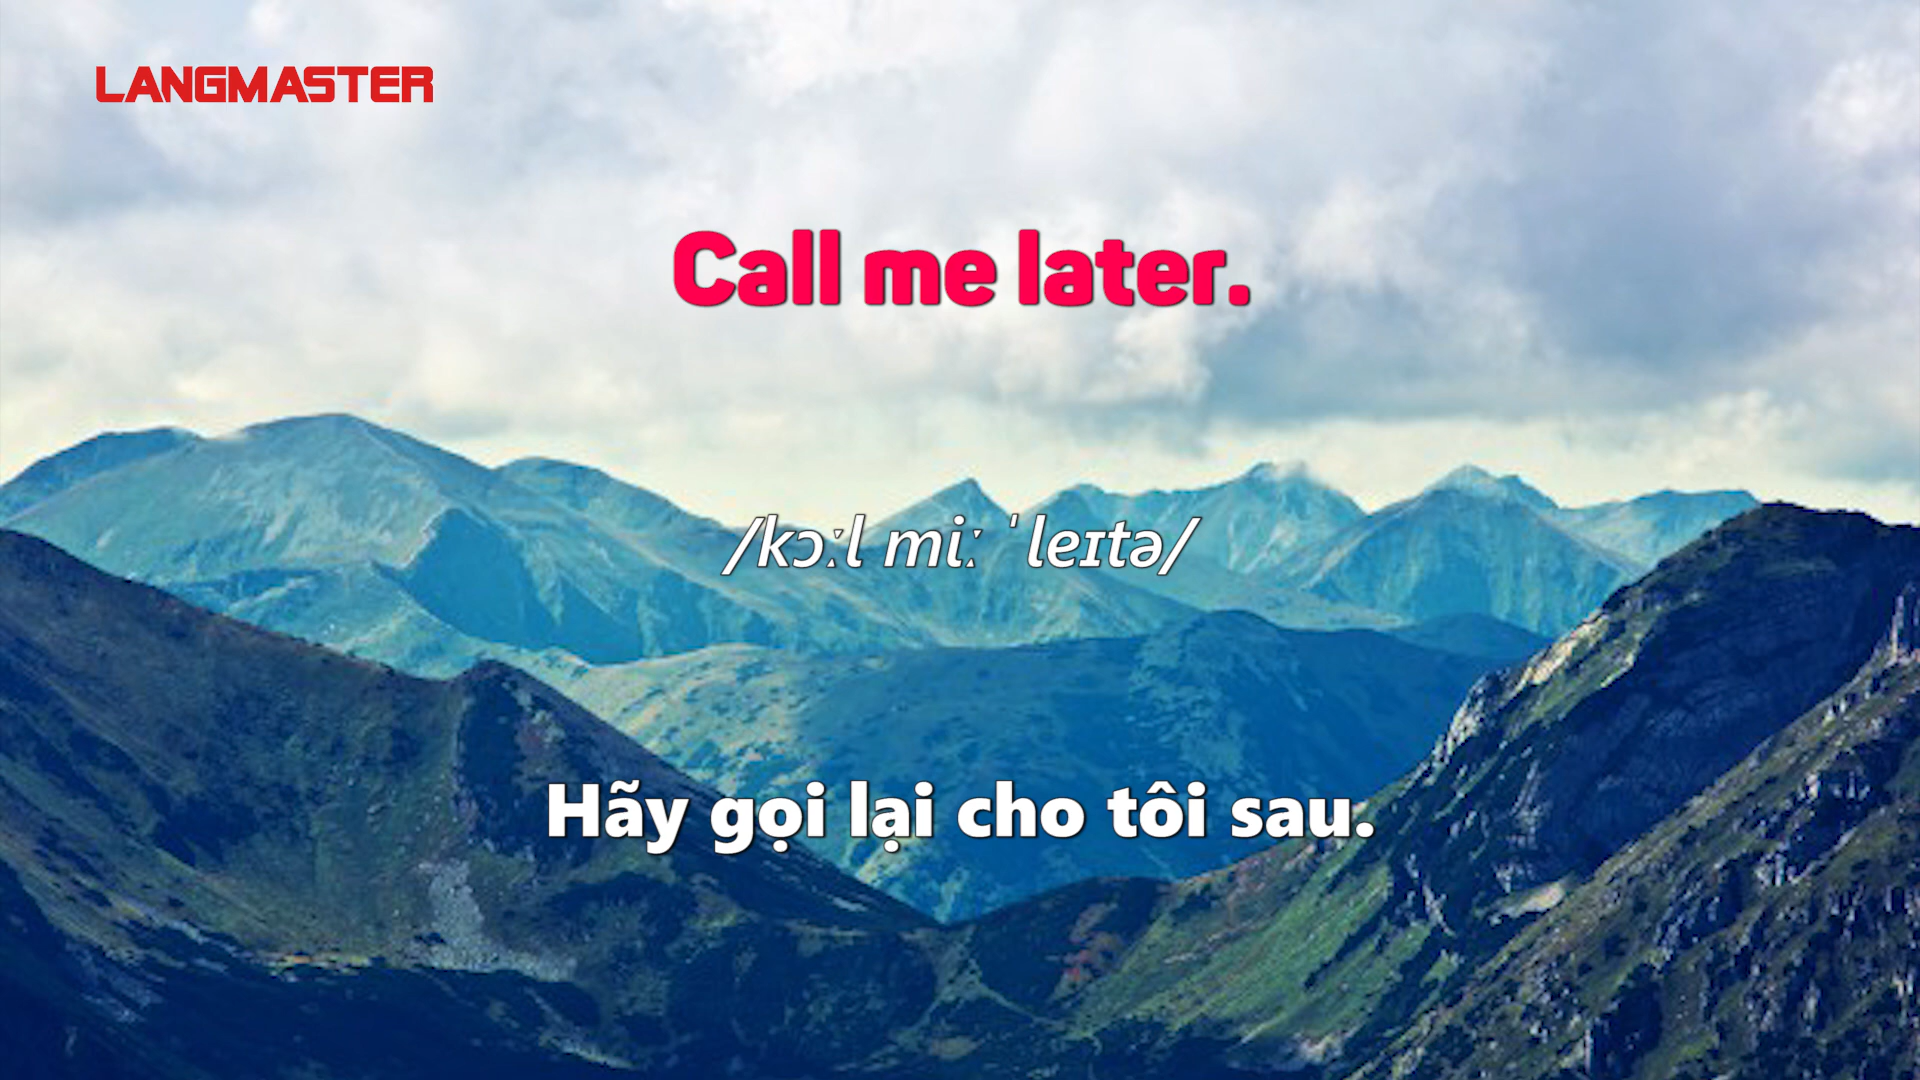 LANGMASTER
Call me later.
/kɔːl miː ˈleɪtə/
Hãy gọi lại cho tôi sau.